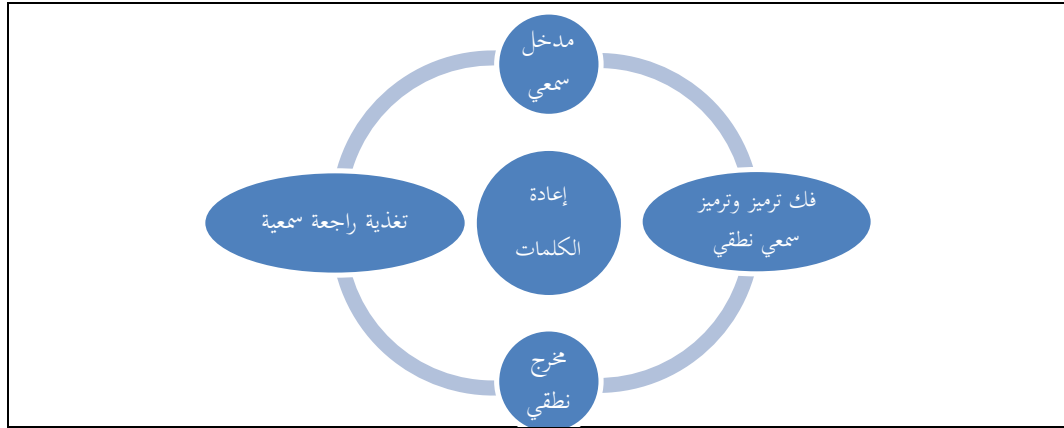 مدخل
سمعي
فك ترميز وترميز
سمعي نطقي
إعادة
الكلمات
تغذية راجعة سمعية
مخرج
نطقي